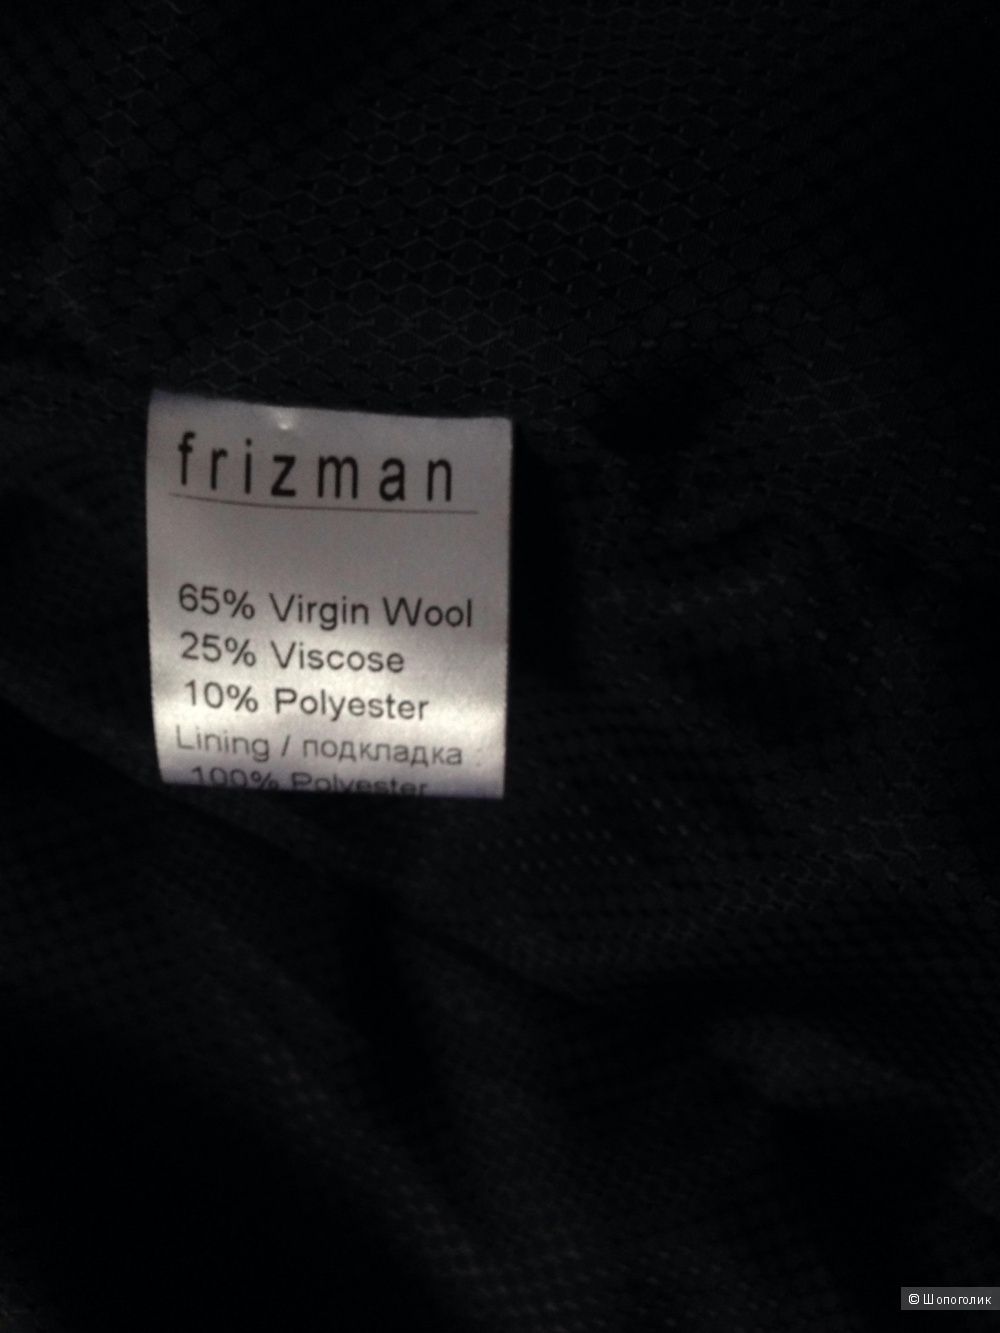 frizman
65% Virgin Wool
25% Viscose
10% Polyester
Lining / подкладка :
100% Polyester
© Шопоголик